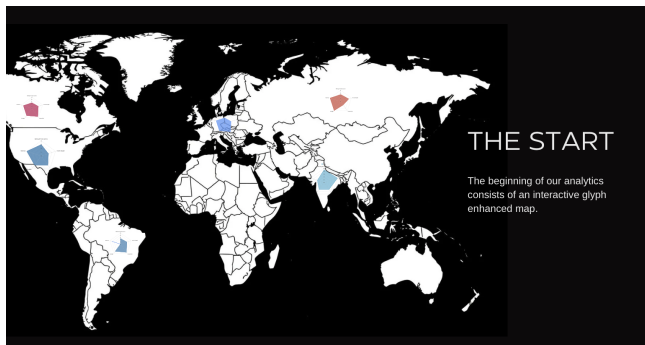 THE START
The beginning of our analytics
consists of an interactive glyph
enhanced map.